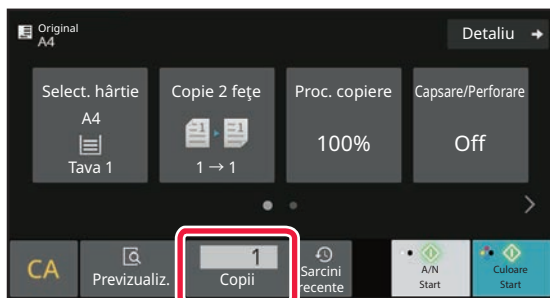 Original
A4
Detaliu
Select. hârtie
A4
Tava 1
Copie 2 feţe
1 → 1
Proc. copiere
100%
Capsare/Perforare
Off
CA
Previzualiz.
1
Copii
Sarcini
recente
A/N
Start
Culoare
Start